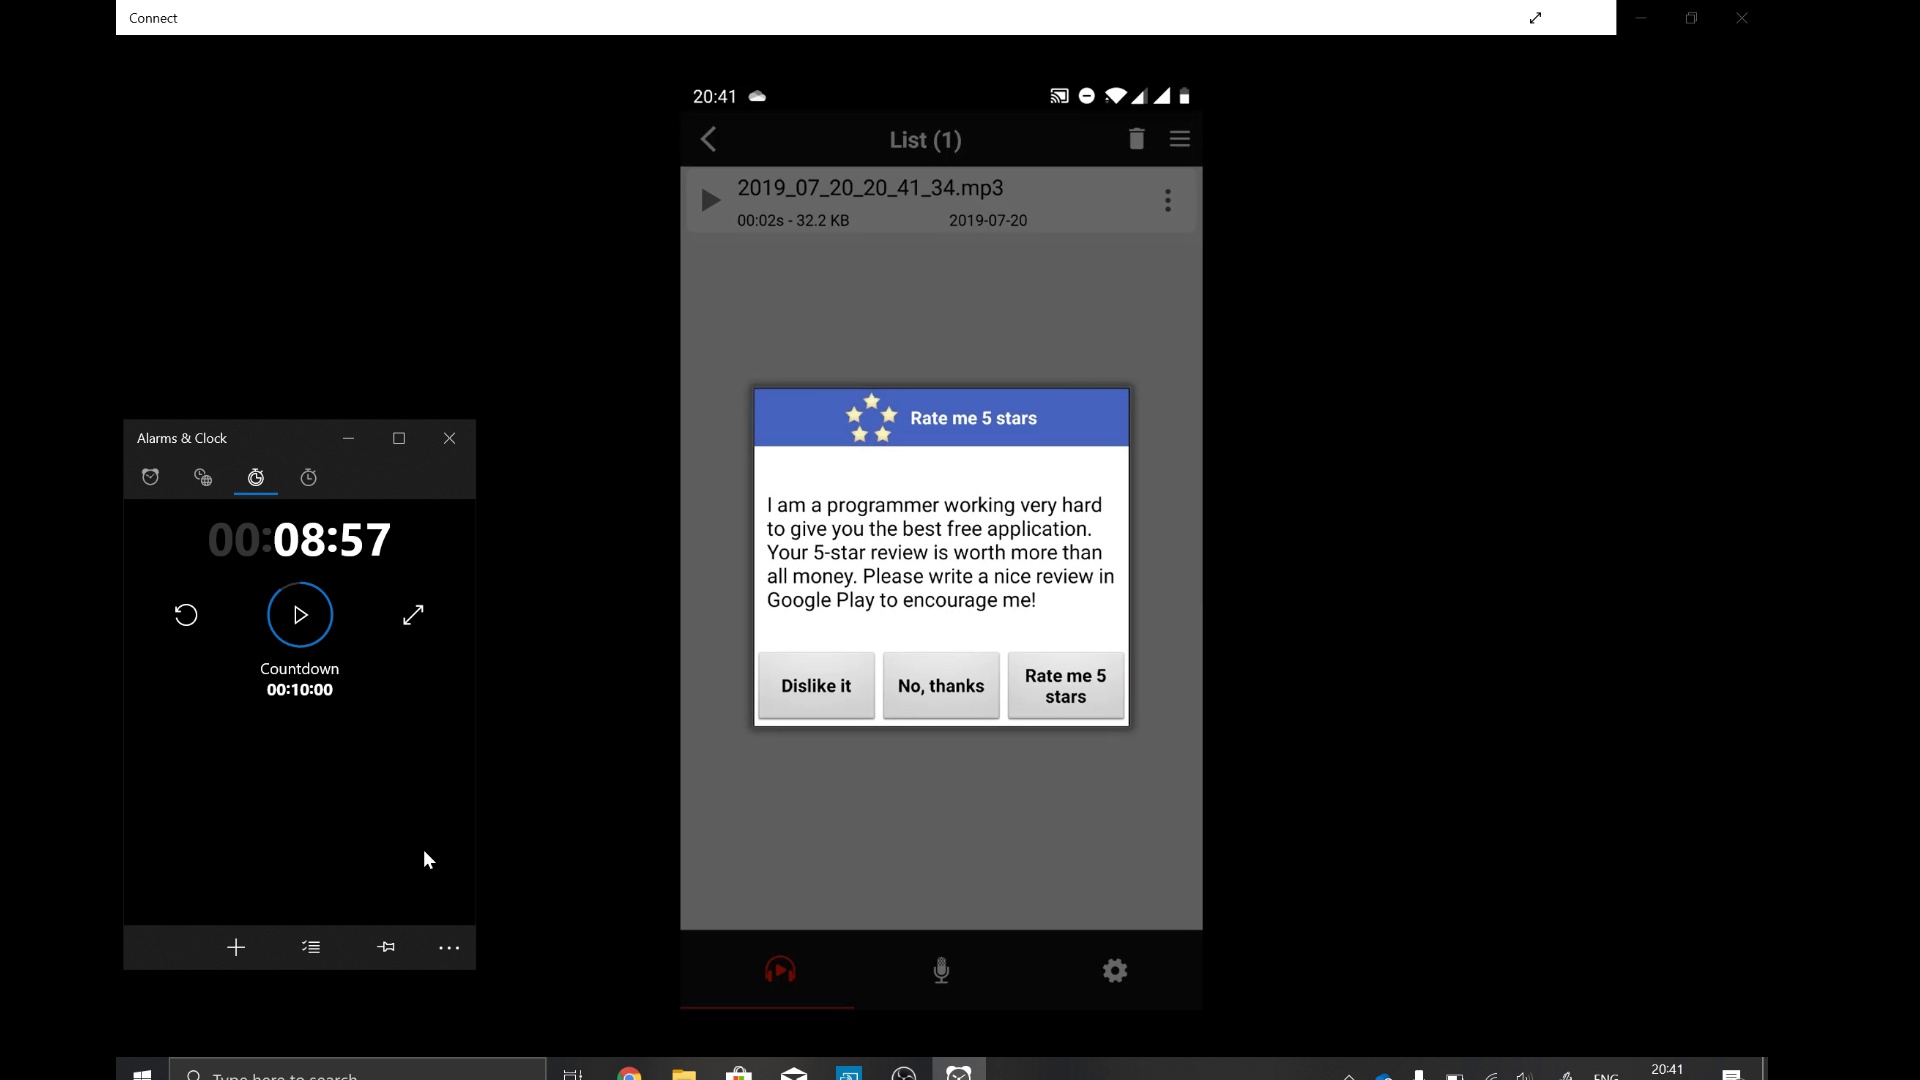 Connect
20:41
List (1)
2019_07_20_20_41_34.mp3
00:02s - 32.2 KB
2019-07-20
Rate me 5 stars
I am a programmer working very hard
to give you the best free application.
Your 5-star review is worth more than
all money. Please write a nice review in
Google Play to encourage me!
Dislike it
No, thanks
Rate me 5
stars
Alarms & Clock
00:08:57
Countdown
00:10:00
Type here to search
ENG
20:41